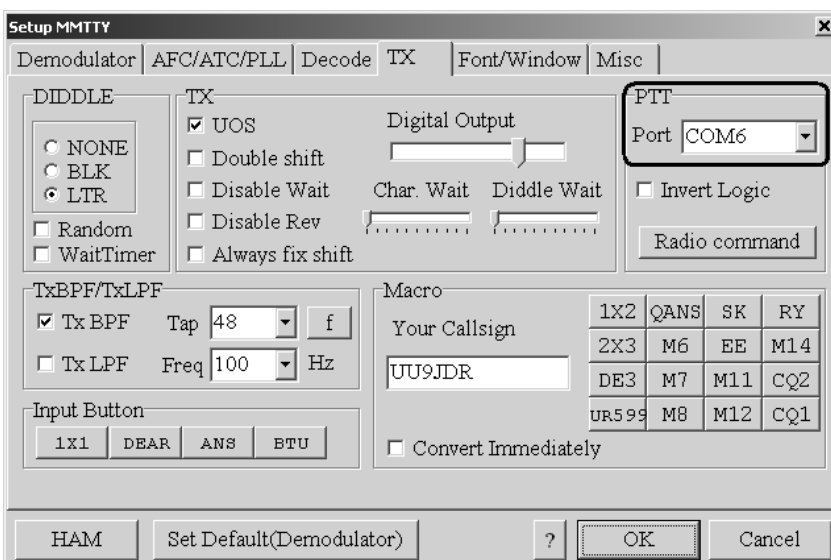 Setup MMTTY
Demodulator AFC/ATC/PLL Decode TX Font/Window Misc
DIDDLE
NONE
BLK
LTR
Random
WaitTimer
TX
UOS
Double shift
Disable Wait
Disable Rev
Always fix shift
Digital Output
Char. Wait Diddle Wait
PTT
Port COM6
Invert Logic
Radio command
TxBPF/TxLPF
Tx BPF Tap 48 f
Tx LPF Freq 100 Hz
Input Button
1X1 DEAR ANS BTU
Macro
Your Callsign
UU9JDR
Convert Immediately
1X2 QANS SK RY
2X3 M6 EE M14
DE3 M7 M11 CQ2
UR599 M8 M12 CQ1
HAM Set Default(Demodulator) ? OK Cancel